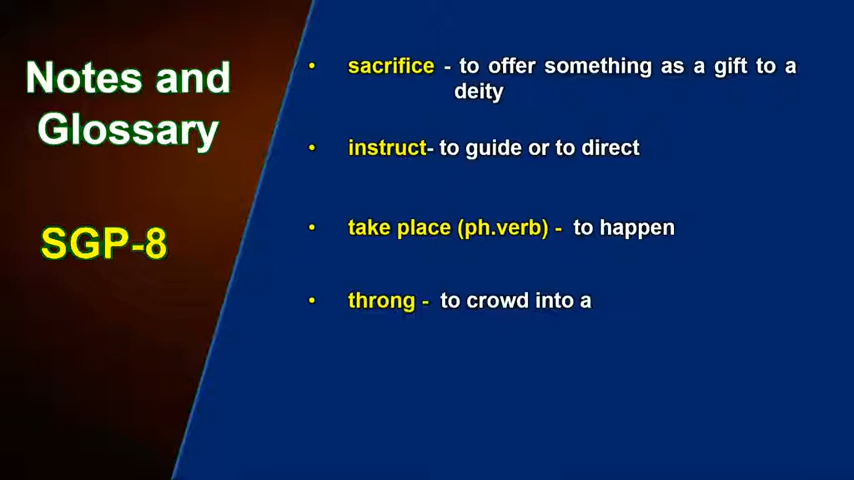 Notes and
Glossary
SGP-8
• sacrifice - to offer something as a gift to a
deity
• instruct- to guide or to direct
• take place (ph.verb) - to happen
• throng - to crowd into a